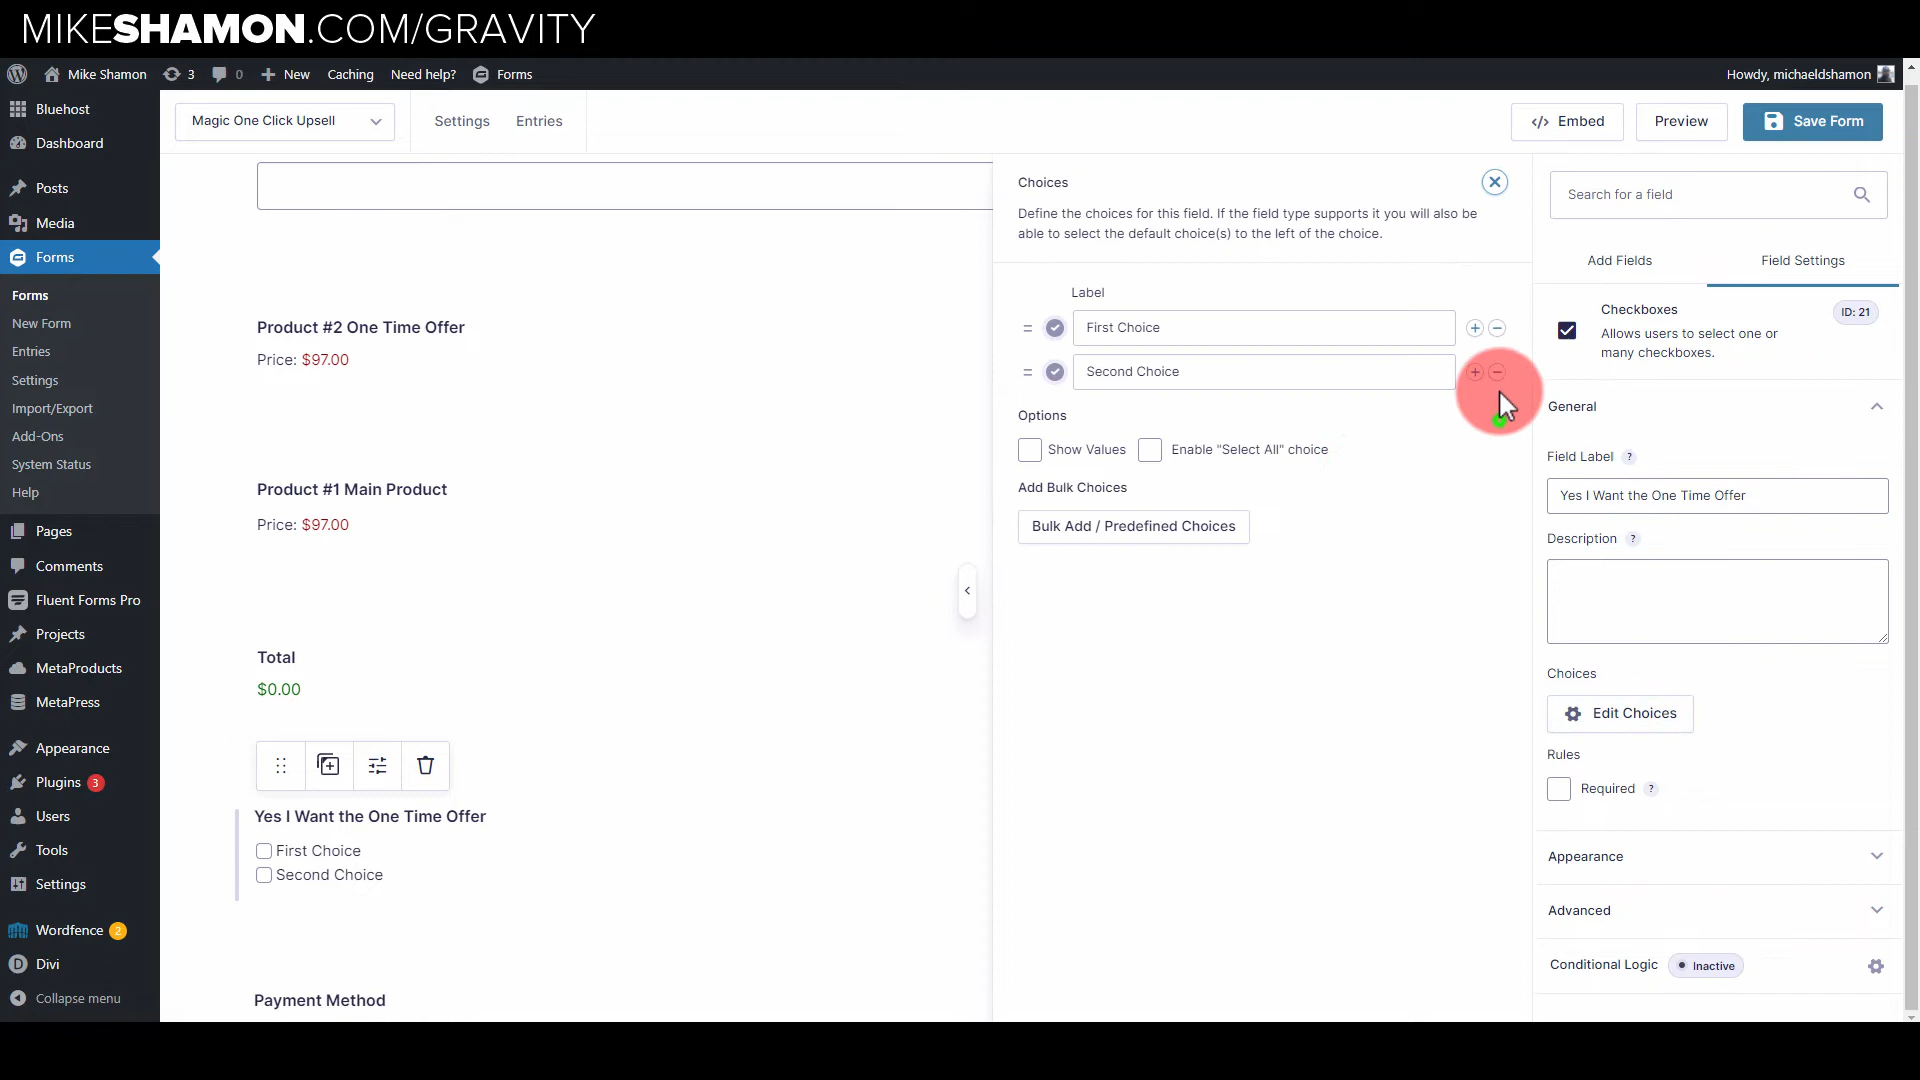 MIKESHAMON.COM/GRAVITY
Mike Shamon 3 0 New Caching Need help? Forms Howdy, michaeldshamon
Bluehost
Dashboard
Posts
Media
Forms
Forms
New Form
Entries
Settings
Import/Export
Add-Ons
System Status
Help
Pages
Comments
Fluent Forms Pro
Projects
MetaProducts
MetaPress
Appearance
Plugins 3
Users
Tools
Settings
Wordfence 2
Divi
Collapse menu
Magic One Click Upsell Settings Entries Embed Preview Save Form
Product #2 One Time Offer
Price: $97.00
Product #1 Main Product
Price: $97.00
Total
$0.00
Yes I Want the One Time Offer
First Choice
Second Choice
Payment Method
Choices
Define the choices for this field. If the field type supports it you will also be
able to select the default choice(s) to the left of the choice.
Label
First Choice
Second Choice
Options
Show Values Enable "Select All" choice
Add Bulk Choices
Bulk Add / Predefined Choices
Search for a field
Add Fields Field Settings
Checkboxes ID: 21
Allows users to select one or
many checkboxes.
General
Field Label ?
Yes I Want the One Time Offer
Description ?
Choices
Edit Choices
Rules
Required ?
Appearance
Advanced
Conditional Logic Inactive